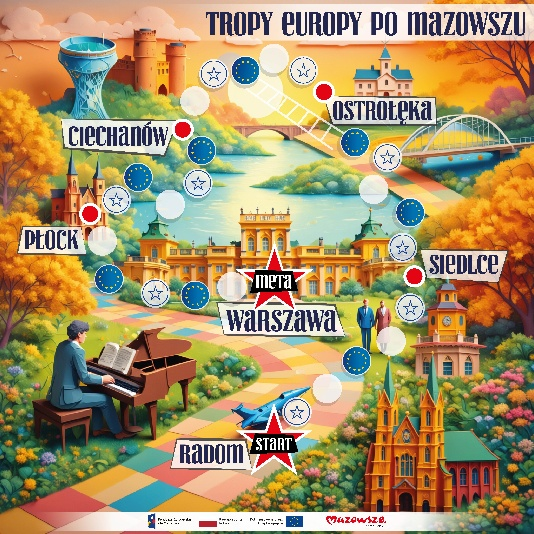 TROPY EUROPY PO MAZOWSZU
OSTROŁĘKA
CIECHANÓW
PŁOCK
SIEDLCE
META
WARSZAWA
RADOM
START
Mazowsze.